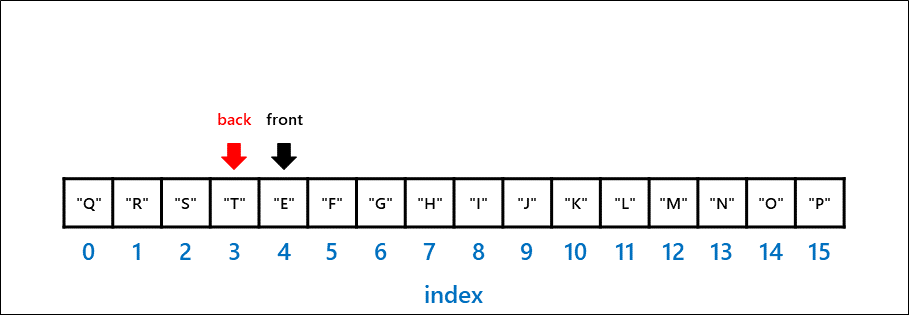 back front
"Q" "R" "S" "T" "E" "F" "G" "H" "I" "J" "K" "L" "M" "N" "O" "P"
0 1 2 3 4 5 6 7 8 9 10 11 12 13 14 15
index